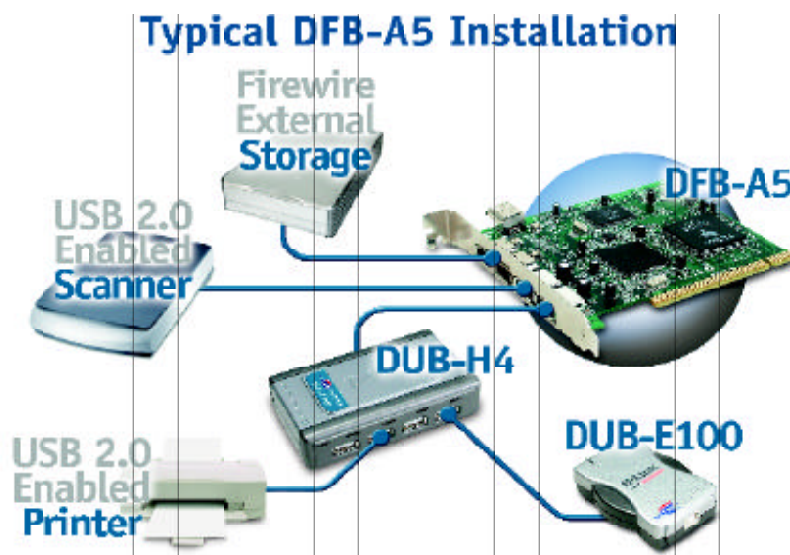 Typical DFB-A5 Installation
Firewire
External
Storage
DFB-A5
USB 2.0
Enabled
Scanner
DUB-H4
DUB-E100
USB 2.0
Enabled
Printer